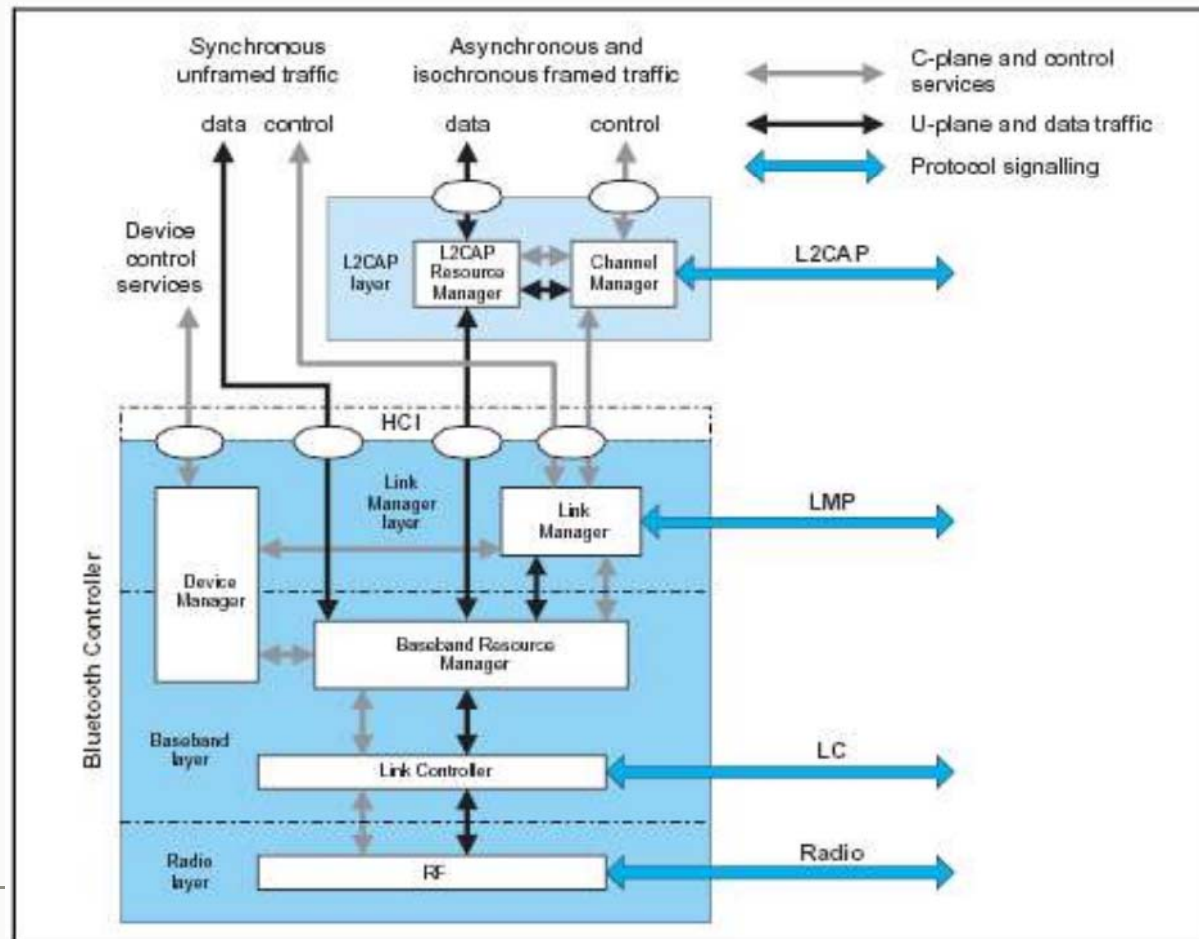 Synchronous
unframed traffic
Asynchronous and
isochronous framed traffic
C-plane and control
services
data control
data
control
U-plane and data traffic
Protocol signalling
Device
control
services
L2CAP
layer
L2CAP
Resource
Manager
Channel
Manager
L2CAP
HCI
Link
Manager
layer
Link
Manager
LMP
Bluetooth Controller
Device
Manager
Baseband Resource
Manager
Baseband
layer
Link Controller
LC
Radio
layer
RF
Radio